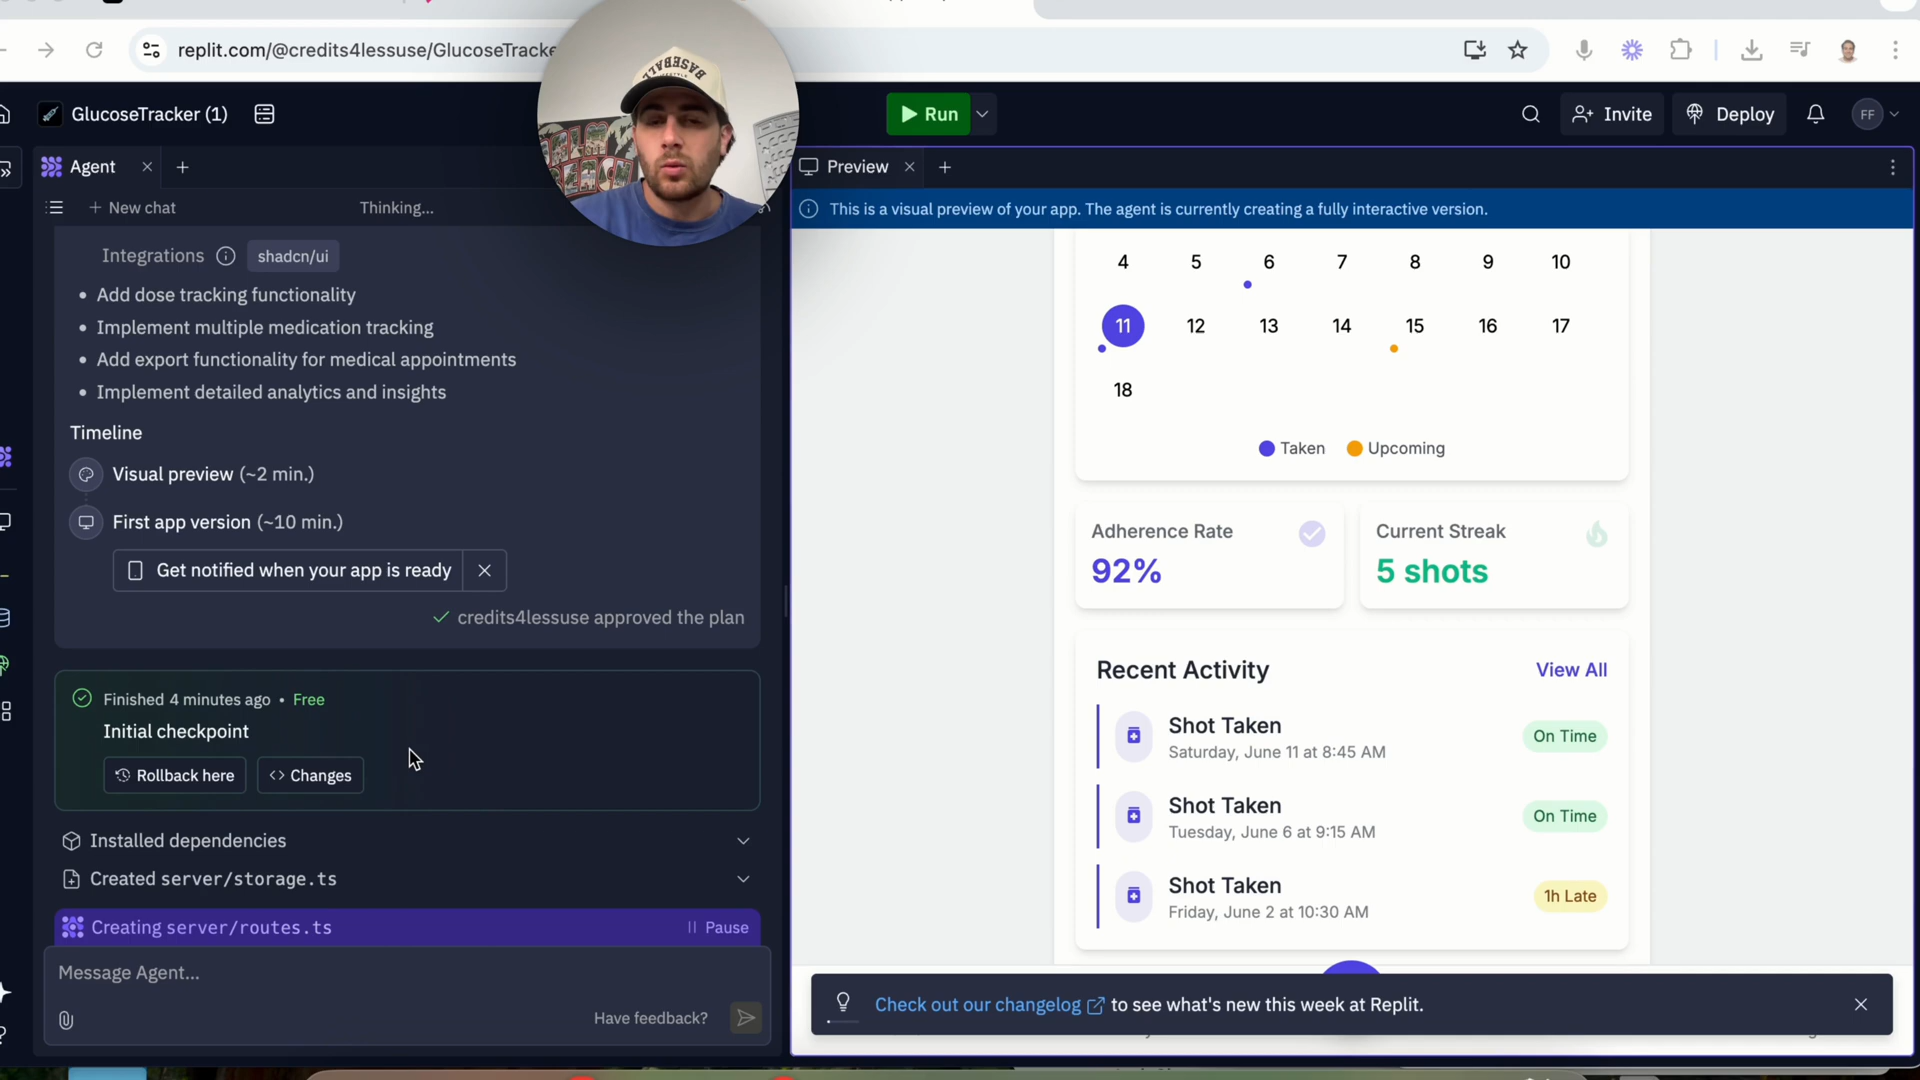 replit.com/@credits4lessuse/GlucoseTracke
BASEBALL
GlucoseTracker (1)
Run
Invite
Deploy
FF
Agent
Preview
New chat
Thinking...
This is a visual preview of your app. The agent is currently creating a fully interactive version.
Integrations
shadcn/ui
Add dose tracking functionality
Implement multiple medication tracking
Add export functionality for medical appointments
Implement detailed analytics and insights
Timeline
Visual preview (~2 min.)
First app version (~10 min.)
Get notified when your app is ready
credits4lessuse approved the plan
Finished 4 minutes ago • Free
Initial checkpoint
Rollback here
Changes
Installed dependencies
Created server/storage.ts
Creating server/routes.ts
Pause
Message Agent...
Have feedback?
4 5 6 7 8 9 10
11 12 13 14 15 16 17
18
Taken
Upcoming
Adherence Rate
92%
Current Streak
5 shots
Recent Activity
View All
Shot Taken
Saturday, June 11 at 8:45 AM
On Time
Shot Taken
Tuesday, June 6 at 9:15 AM
On Time
Shot Taken
Friday, June 2 at 10:30 AM
1h Late
Check out our changelog to see what's new this week at Replit.